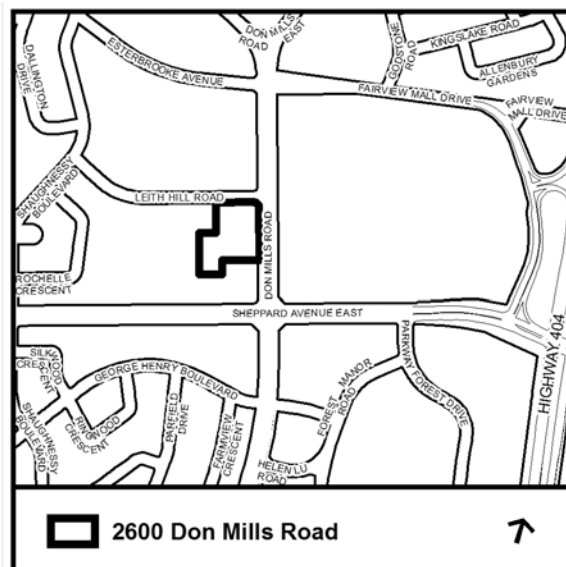 DON MILLS
ROAD EAST
ESTERBROOKE AVENUE
DALLINGTON
DRIVE
GODSTONE
ROAD
KINGSLAKE ROAD
ALLENBURY
GARDENS
FAIRVIEW MALL DRIVE
FAIRVIEW
MALL DRIVE
SHAUGHNESSY
BOULEVARD
LEITH HILL ROAD
DON MILLS ROAD
ROCHELLE
CRESCENT
SHEPPARD AVENUE EAST
HIGHWAY 404
SILKWOOD
CRESCENT
GEORGE HENRY BOULEVARD
PARKWAY FOREST DRIVE
FOREST MANOR
ROAD
SHAUGHNESSY
BOULEVARD
RINGWOOD
CRESCENT
PARFIELD
DRIVE
FARMVIEW
CRESCENT
HELEN LU
ROAD
2600 Don Mills Road